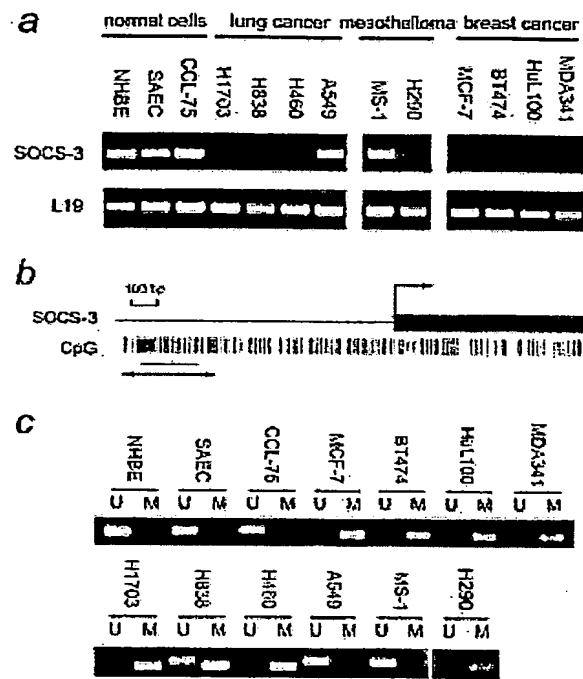 a
normal cells lung cancer mesothelioma breast cancer
NHBE SAEC CCL-75 H1703 H838 H460 A549 MS-1 H290 MCF-7 BT474 HuL100 MDA341
SOCS-3
L19
b
SOCS-3
CpG
c
NHBE SAEC CCL-75 MCF-7 BT474 HuL100 MDA341
U M U M U M U M U M U M U M
H1703 H838 H460 A549 MS-1 H290
U M U M U M U M U M U M